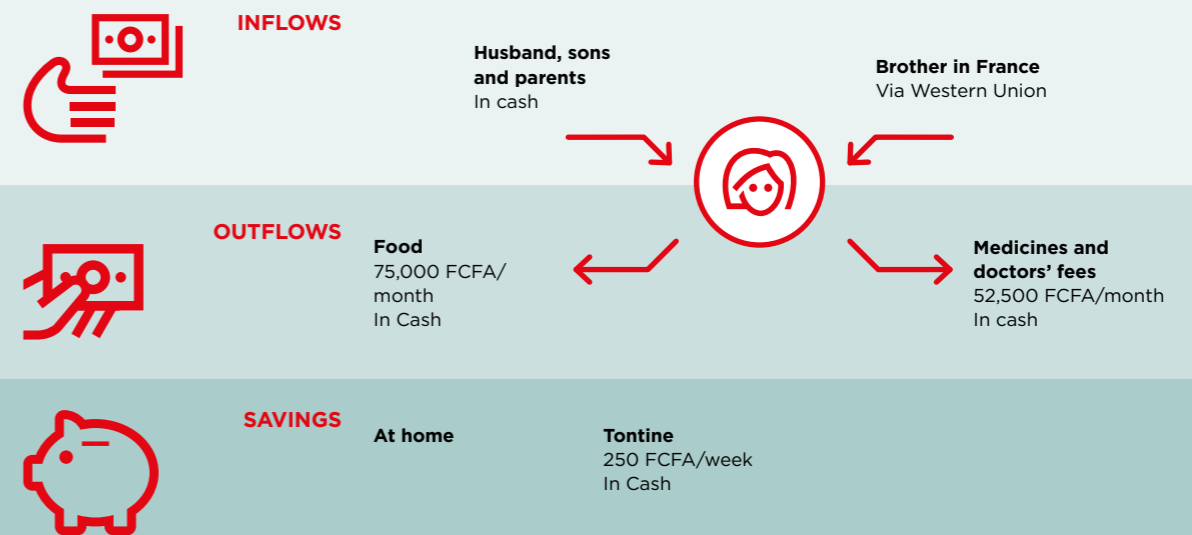 INFLOWS
Husband, sons
and parents
In cash
Brother in France
Via Western Union
OUTFLOWS
Food
75,000 FCFA/
month
In Cash
Medicines and
doctors’ fees
52,500 FCFA/month
In cash
SAVINGS
At home
Tontine
250 FCFA/week
In Cash